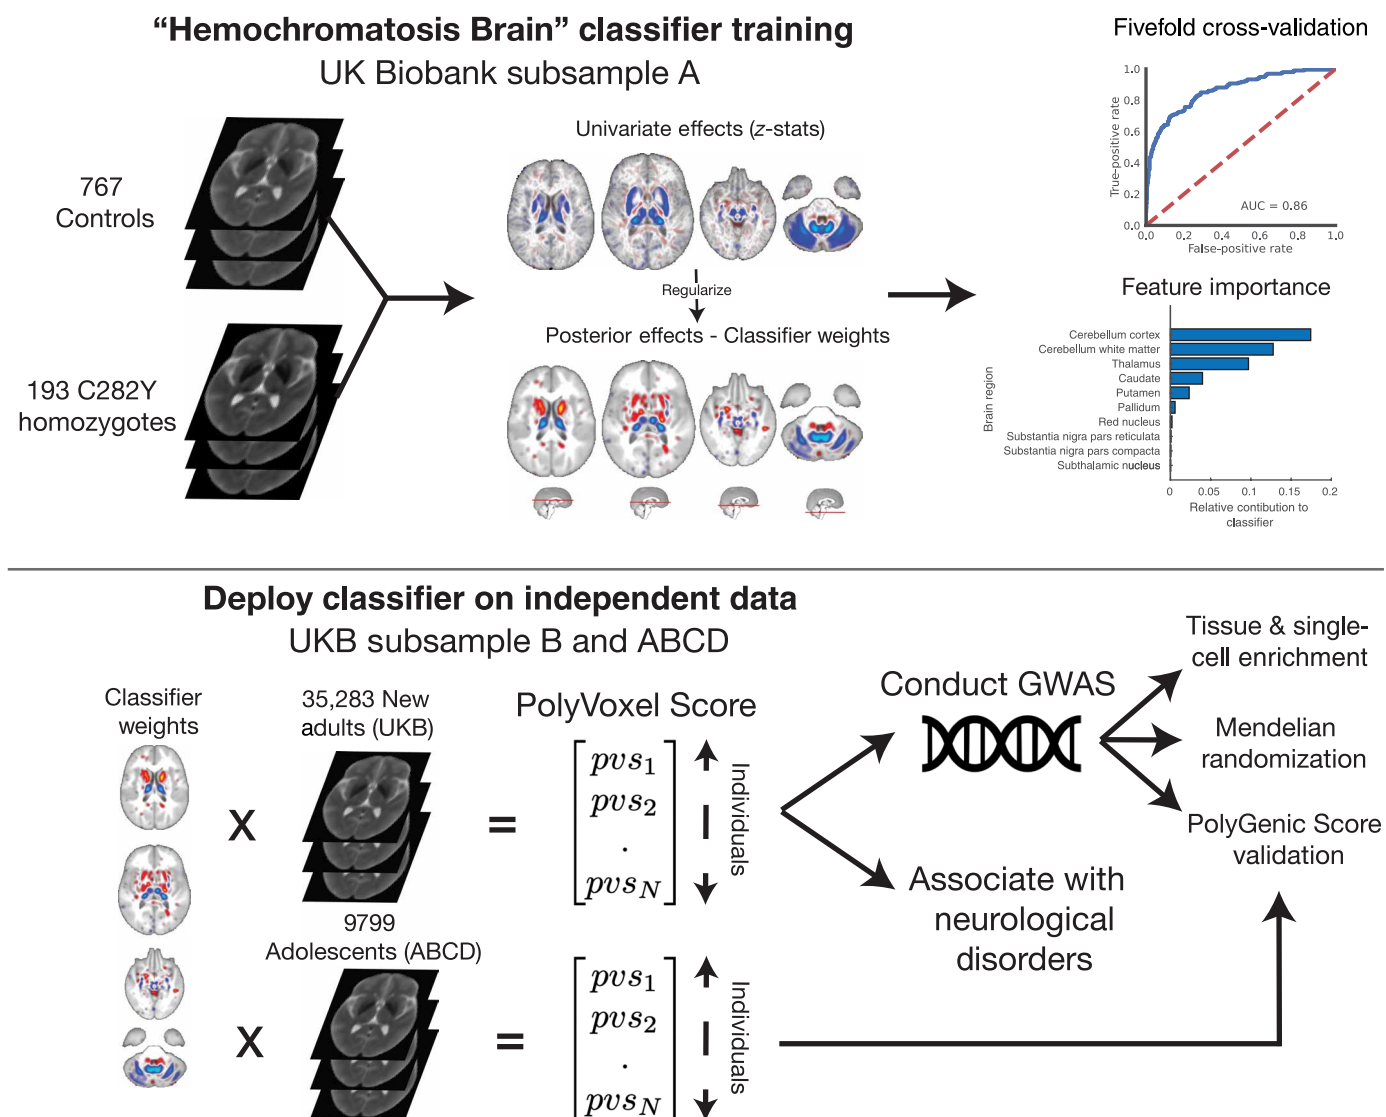 “Hemochromatosis Brain” classifier training
UK Biobank subsample A
767
Controls
193 C282Y
homozygotes
Univariate effects (z-stats)
Regularize
Posterior effects - Classifier weights
Fivefold cross-validation
1.0
0.8
0.6
0.4
0.2
0.0
True-positive rate
AUC = 0.86
0.0 0.2 0.4 0.6 0.8 1.0
False-positive rate
Feature importance
Brain region
Cerebellum cortex
Cerebellum white matter
Thalamus
Caudate
Putamen
Pallidum
Red nucleus
Substantia nigra pars reticulata
Substantia nigra pars compacta
Subthalamic nucleus
0 0.05 0.1 0.15 0.2
Relative contibution to
classifier
Deploy classifier on independent data
UKB subsample B and ABCD
Classifier
weights
X
35,283 New
adults (UKB)
=
PolyVoxel Score
pvs1
pvs2
.
pvsN
Individuals
X
9799
Adolescents (ABCD)
=
pvs1
pvs2
.
pvsN
Individuals
Conduct GWAS
Associate with
neurological
disorders
Tissue & single-
cell enrichment
Mendelian
randomization
PolyGenic Score
validation